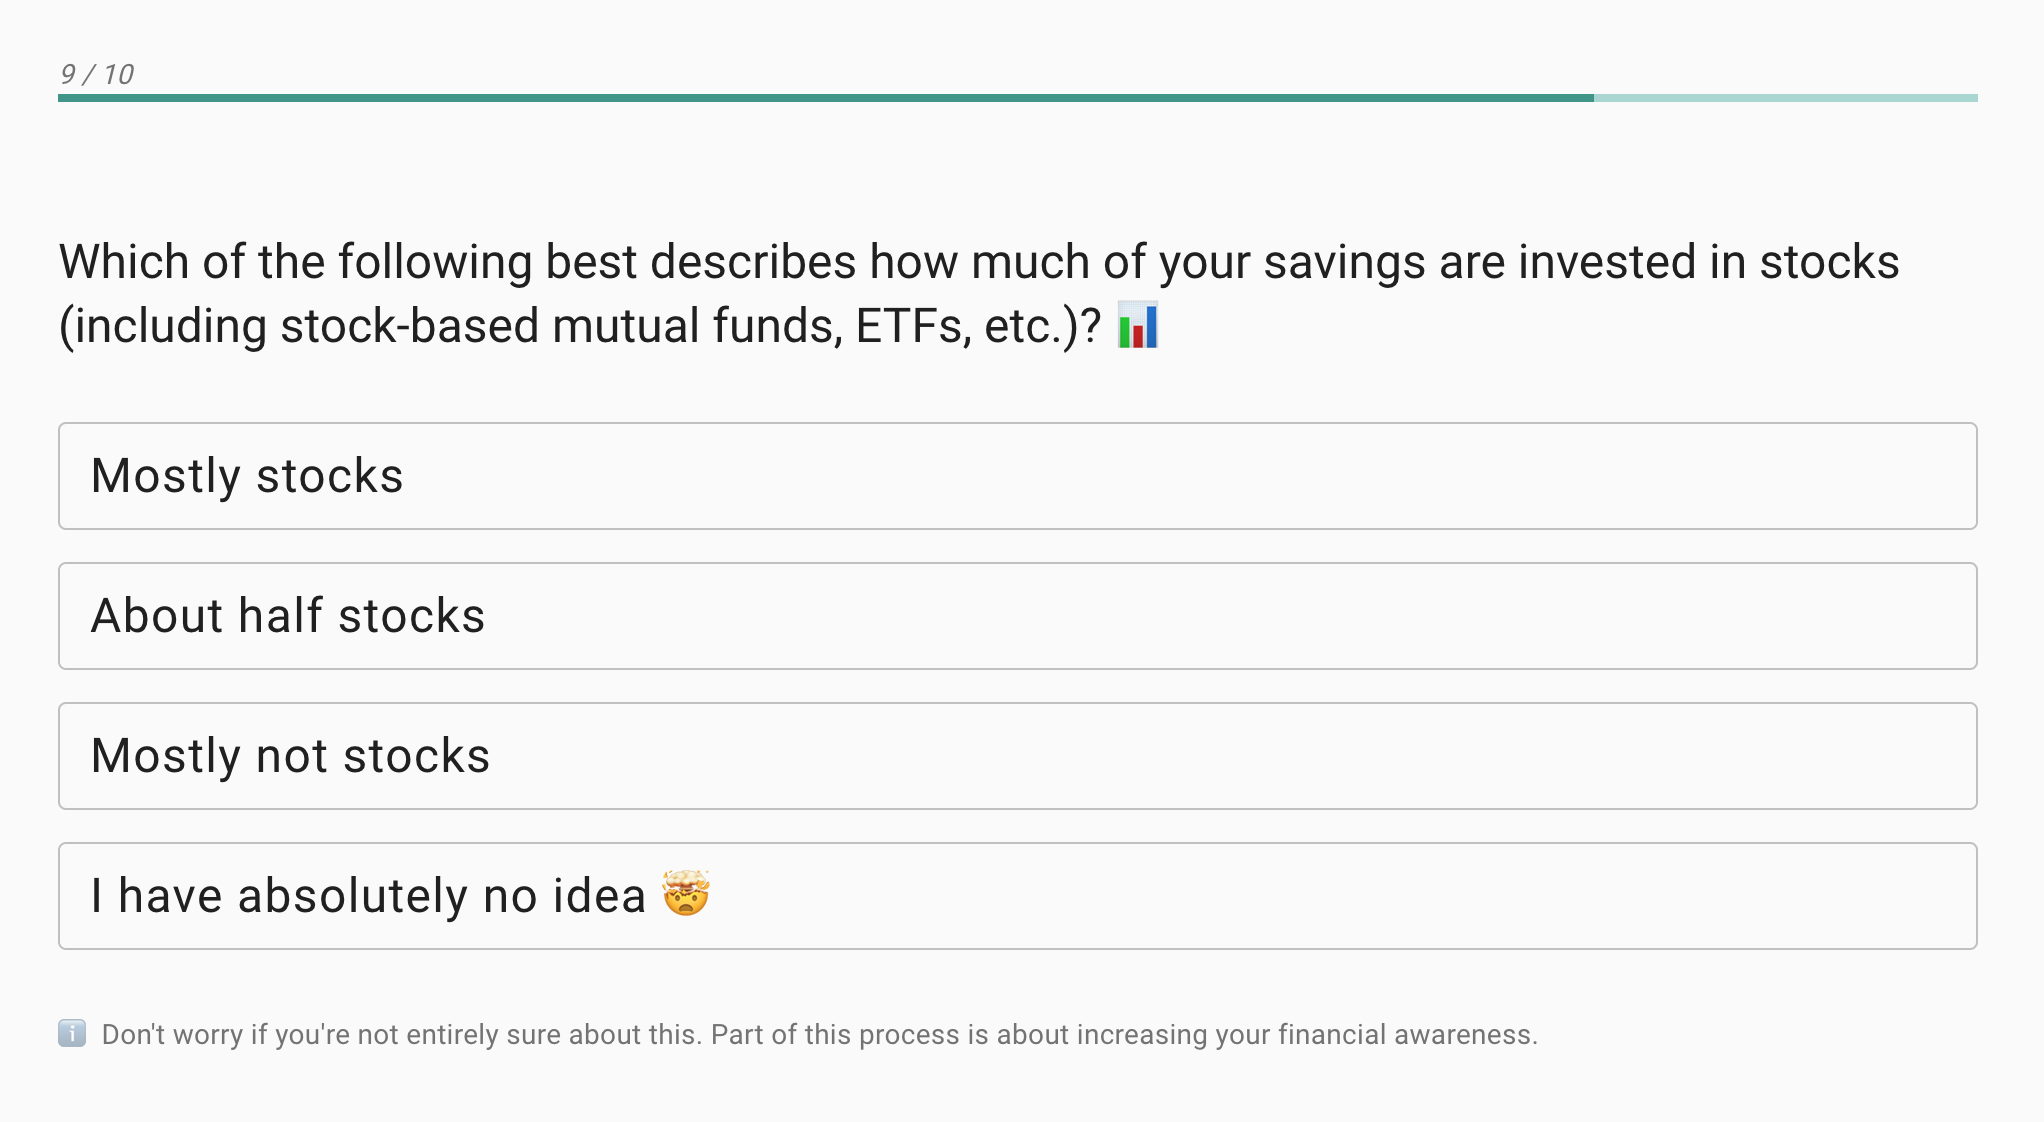 9 / 10
Which of the following best describes how much of your savings are invested in stocks
(including stock-based mutual funds, ETFs, etc.)? 📊
Mostly stocks
About half stocks
Mostly not stocks
I have absolutely no idea 🤯
ℹ️ Don't worry if you're not entirely sure about this. Part of this process is about increasing your financial awareness.